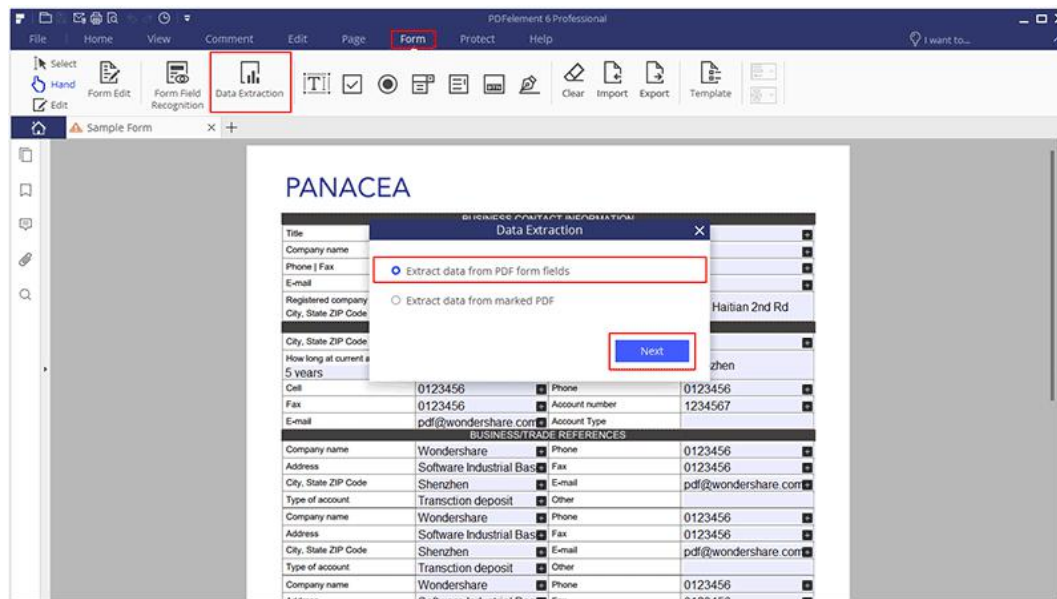 PDFelement 6 Professional
File Home View Comment Edit Page Form Protect Help I want to...
Select
Hand
Edit
Form Edit
Form Field Recognition
Data Extraction
Clear Import Export Template
Sample Form
PANACEA
BUSINESS CONTACT INFORMATION
Data Extraction
Title
Company name
Phone | Fax
Extract data from PDF form fields
E-mail
Registered company
Extract data from marked PDF
City, State ZIP Code
Haitian 2nd Rd
City, State ZIP Code
Next
How long at current a
5 years
zhen
Cell 0123456 Phone 0123456
Fax 0123456 Account number 1234567
E-mail pdf@wondershare.com Account Type
BUSINESS/TRADE REFERENCES
Company name Wondershare Phone 0123456
Address Software Industrial Bas Fax 0123456
City, State ZIP Code Shenzhen E-mail pdf@wondershare.com
Type of account Transction deposit Other
Company name Wondershare Phone 0123456
Address Software Industrial Bas Fax 0123456
City, State ZIP Code Shenzhen E-mail pdf@wondershare.com
Type of account Transction deposit Other
Company name Wondershare Phone 0123456